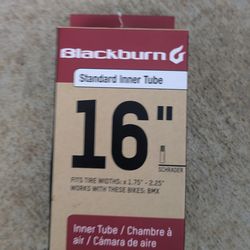 Blackburn
Standard Inner Tube
16"
SCHRADER
FITS TIRE WIDTHS: x 1.75" - 2.25"
WORKS WITH THESE BIKES: BMX
Inner Tube / Chambre à
air / Cámara de aire